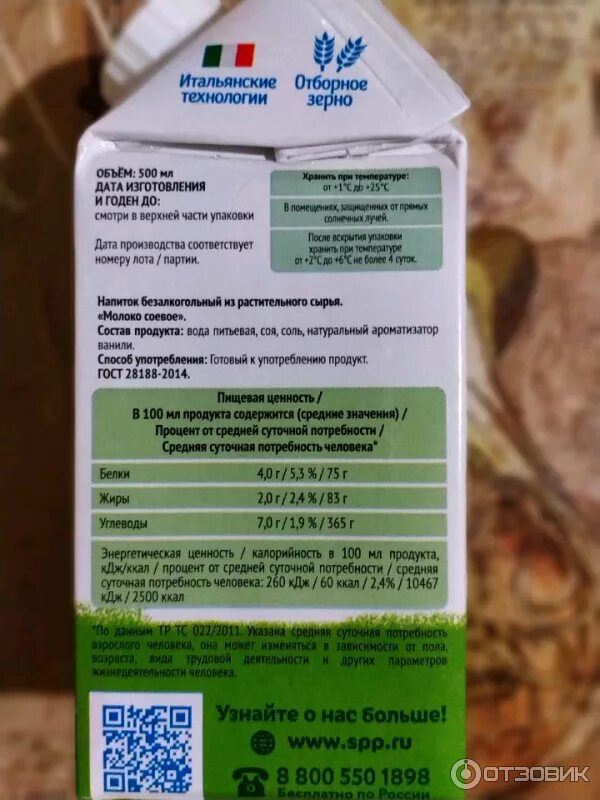 Итальянские
технологии
Отборное
зерно
ОБЪЁМ: 500 мл
ДАТА ИЗГОТОВЛЕНИЯ
И ГОДЕН ДО:
смотри в верхней части упаковки
Дата производства соответствует
номеру лота / партии.
Хранить при температуре:
от +1°С до +25°С
В помещениях, защищенных от прямых
солнечных лучей.
После вскрытия упаковки
хранить при температуре
от +2°С до +6°С не более 4 суток.
Напиток безалкогольный из растительного сырья.
«Молоко соевое».
Состав продукта: вода питьевая, соя, соль, натуральный ароматизатор
ванили.
Способ употребления: Готовый к употреблению продукт.
ГОСТ 28188-2014.
Пищевая ценность /
В 100 мл продукта содержится (средние значения) /
Процент от средней суточной потребности /
Средняя суточная потребность человека*
Белки 4,0 г / 5,3 % / 75 г
Жиры 2,0 г / 2,4 % / 83 г
Углеводы 7,0 г / 1,9 % / 365 г
Энергетическая ценность / калорийность в 100 мл продукта,
кДж/ккал / процент от средней суточной потребности / средняя
суточная потребность человека: 260 кДж / 60 ккал / 2,4% / 10467
кДж / 2500 ккал
*По данным ТР ТС 022/2011. Указана средняя суточная потребность
взрослого человека, она может изменяться в зависимости от пола,
возраста, вида трудовой деятельности и других параметров
жизнедеятельности человека.
Узнайте о нас больше!
www.spp.ru
8 800 550 1898
Бесплатно по России
ОТЗОВИК